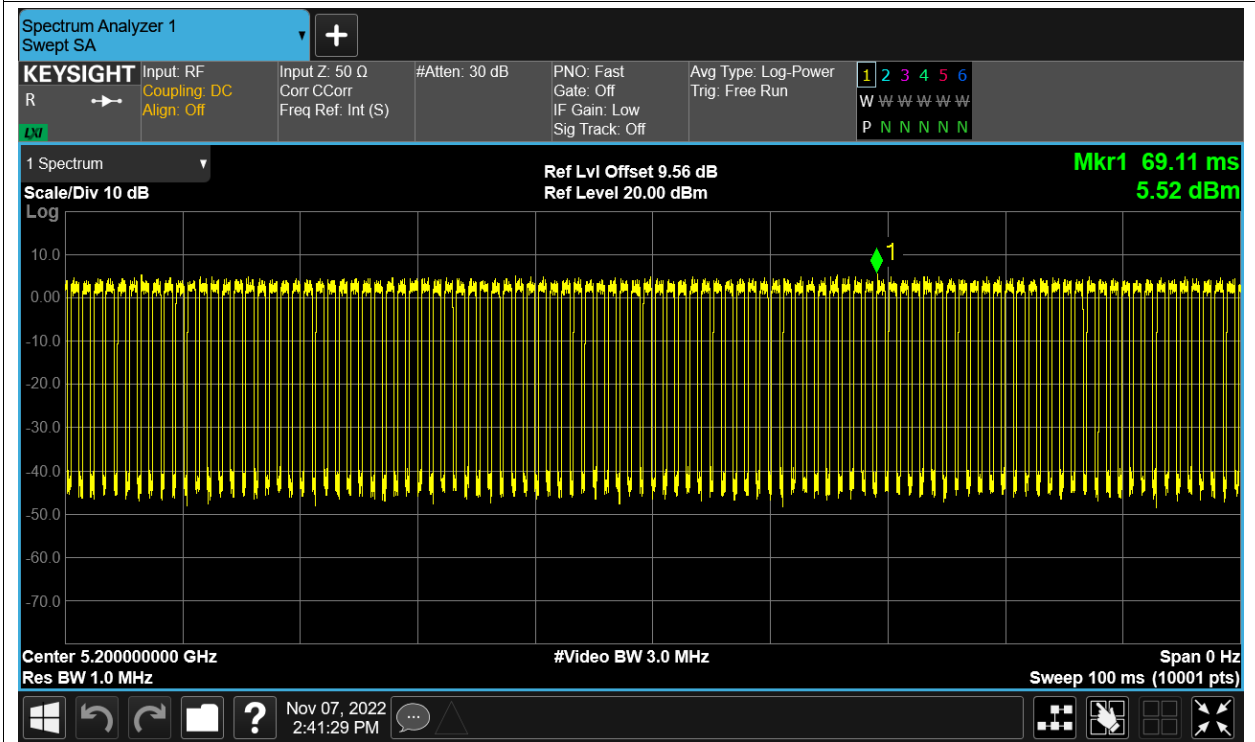 Spectrum Analyzer 1
Swept SA
KEYSIGHT
R
LXI
Input: RF
Coupling: DC
Align: Off
Input Z: 50 Ω
Corr CCorr
Freq Ref: Int (S)
#Atten: 30 dB
PNO: Fast
Gate: Off
IF Gain: Low
Sig Track: Off
Avg Type: Log-Power
Trig: Free Run
1 2 3 4 5 6
W W W W W W
P N N N N N
1 Spectrum
Scale/Div 10 dB
Log
Ref Lvl Offset 9.56 dB
Ref Level 20.00 dBm
Mkr1 69.11 ms
5.52 dBm
1
10.0
0.00
-10.0
-20.0
-30.0
-40.0
-50.0
-60.0
-70.0
Center 5.200000000 GHz
Res BW 1.0 MHz
#Video BW 3.0 MHz
Span 0 Hz
Sweep 100 ms (10001 pts)
?
Nov 07, 2022
2:41:29 PM